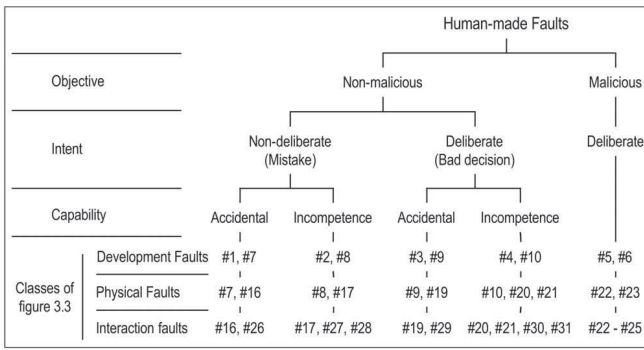 Human-made Faults
Objective Non-malicious Malicious
Non-deliberate Deliberate
Intent (Mistake) (Bad decision) Deliberate
Capability Accidental Incompetence Accidental Incompetence
Development Faults #1, #7 #2, #8 #3, #9 #4, #10 #5, #6
Classes of
figure 3.3
Physical Faults #7, #16 #8, #17 #9, #19 #10, #20, #21 #22, #23
Interaction faults #16, #26 #17, #27, #28 #19, #29 #20, #21, #30, #31 #22 - #25